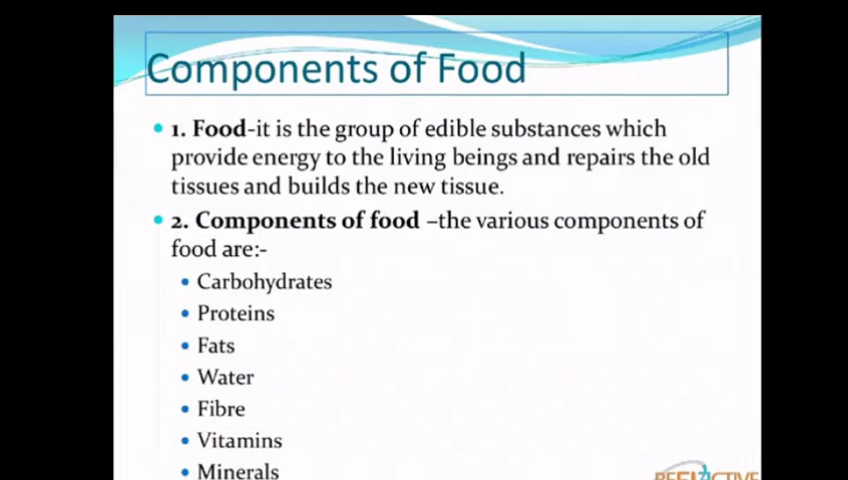 Components of Food
• 1. Food-it is the group of edible substances which
provide energy to the living beings and repairs the old
tissues and builds the new tissue.
• 2. Components of food –the various components of
food are:-
• Carbohydrates
• Proteins
• Fats
• Water
• Fibre
• Vitamins
• Minerals